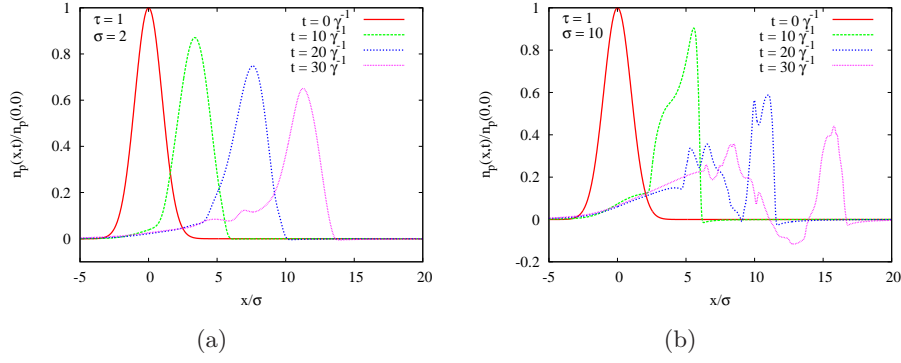 τ = 1
σ = 2
t = 0 γ⁻¹
t = 10 γ⁻¹
t = 20 γ⁻¹
t = 30 γ⁻¹
n_p(x,t)/n_p(0,0)
1
0.8
0.6
0.4
0.2
0
-5 0 5 10 15 20
x/σ
(a)
τ = 1
σ = 10
t = 0 γ⁻¹
t = 10 γ⁻¹
t = 20 γ⁻¹
t = 30 γ⁻¹
n_p(x,t)/n_p(0,0)
1
0.8
0.6
0.4
0.2
0
-0.2
-5 0 5 10 15 20
x/σ
(b)